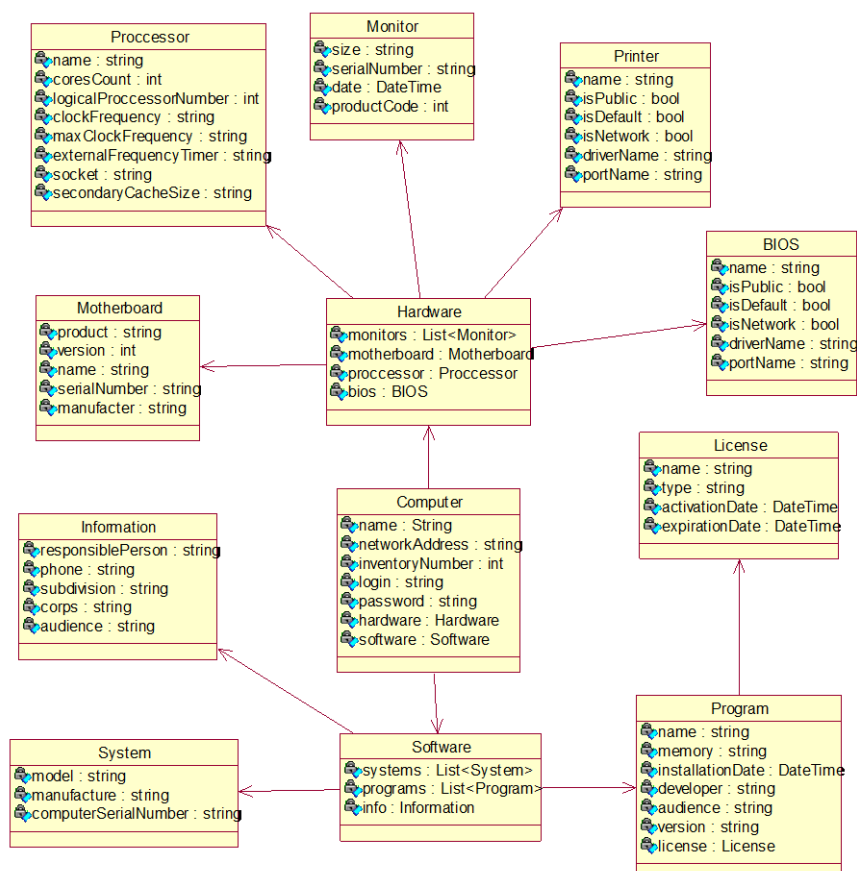 Proccessor
name : string
coresCount : int
logicalProccessorNumber : int
clockFrequency : string
maxClockFrequency : string
externalFrequencyTimer : string
socket : string
secondaryCacheSize : string
Monitor
size : string
serialNumber : string
date : DateTime
productCode : int
Printer
name : string
isPublic : bool
isDefault : bool
isNetwork : bool
driverName : string
portName : string
BIOS
name : string
isPublic : bool
isDefault : bool
isNetwork : bool
driverName : string
portName : string
Motherboard
product : string
version : int
name : string
serialNumber : string
manufacter : string
Hardware
monitors : List<Monitor>
motherboard : Motherboard
proccessor : Proccessor
bios : BIOS
License
name : string
type : string
activationDate : DateTime
expirationDate : DateTime
Computer
name : String
networkAddress : string
inventoryNumber : int
login : string
password : string
hardware : Hardware
software : Software
Information
responsiblePerson : string
phone : string
subdivision : string
corps : string
audience : string
System
model : string
manufacture : string
computerSerialNumber : string
Software
systems : List<System>
programs : List<Program>
info : Information
Program
name : string
memory : string
installationDate : DateTime
developer : string
audience : string
version : string
license : License